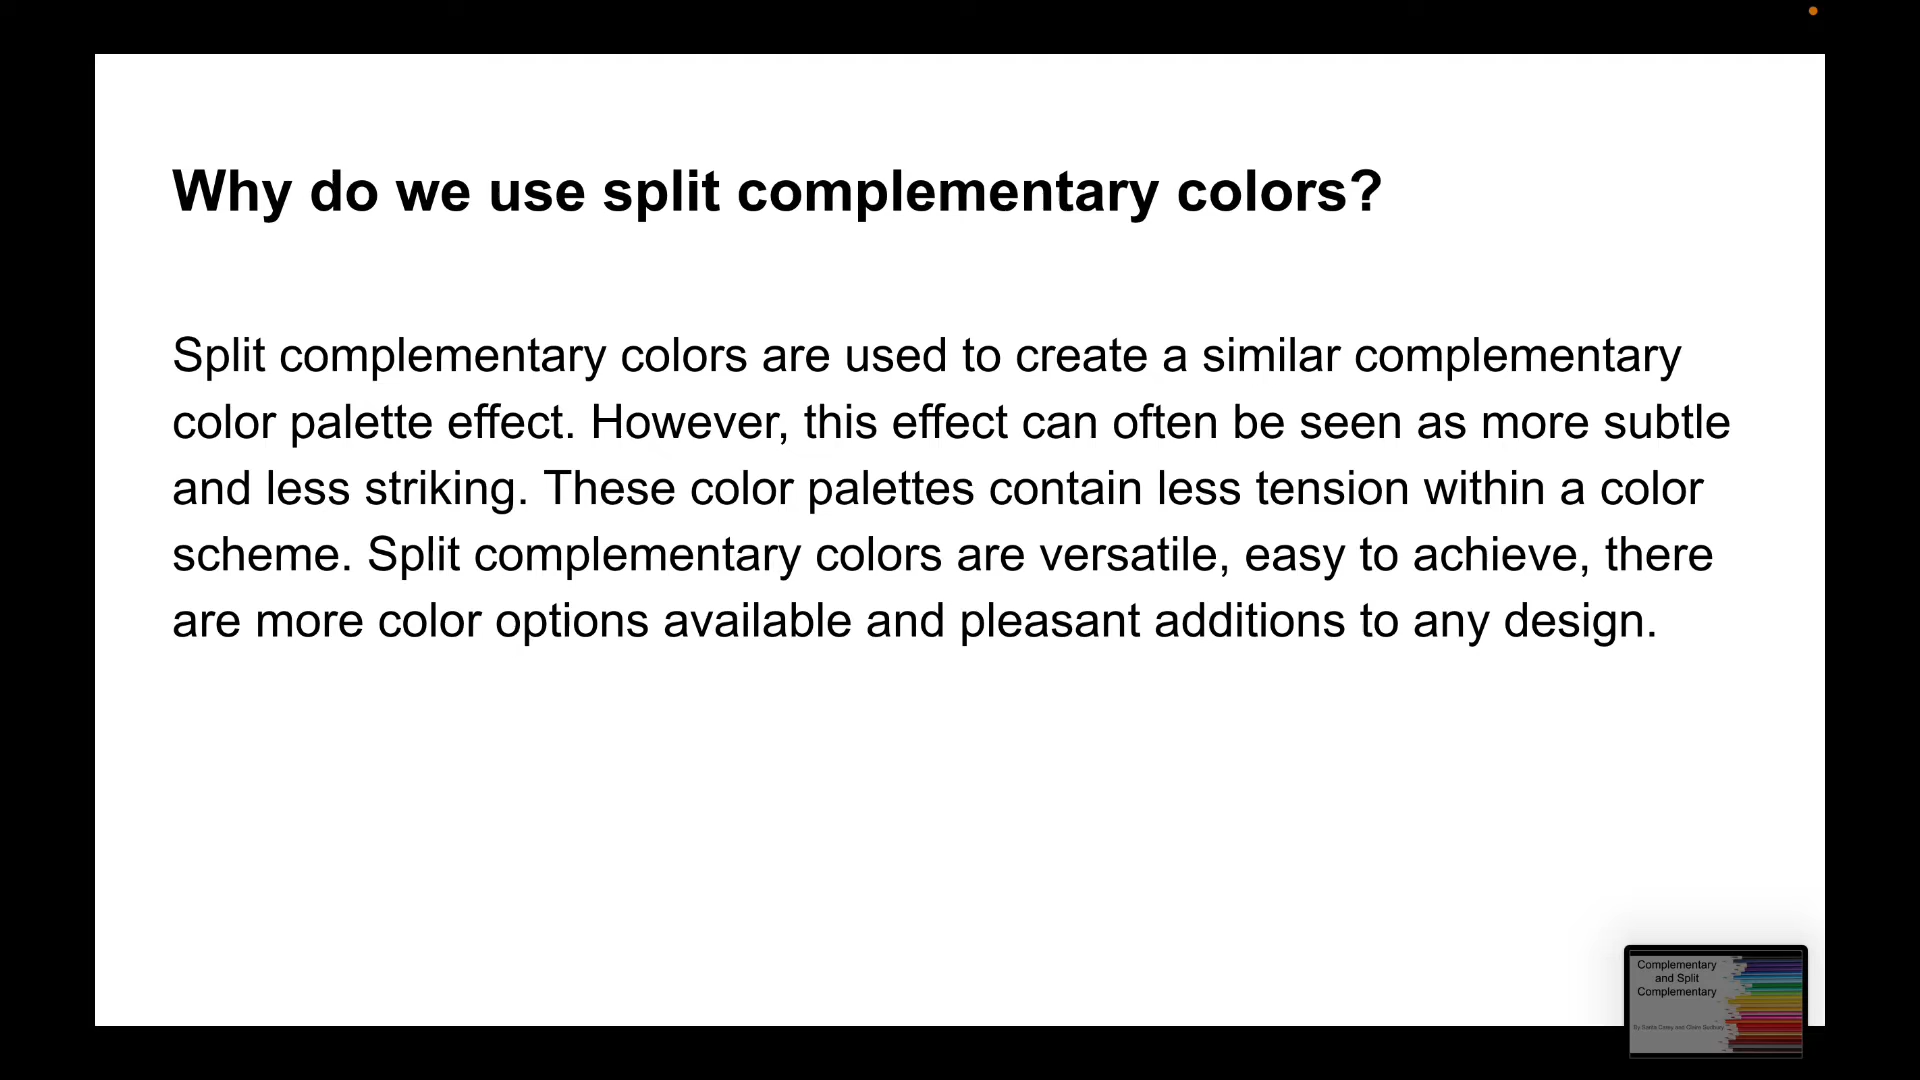 Why do we use split complementary colors?
Split complementary colors are used to create a similar complementary
color palette effect. However, this effect can often be seen as more subtle
and less striking. These color palettes contain less tension within a color
scheme. Split complementary colors are versatile, easy to achieve, there
are more color options available and pleasant additions to any design.
Complementary
and Split
Complementary